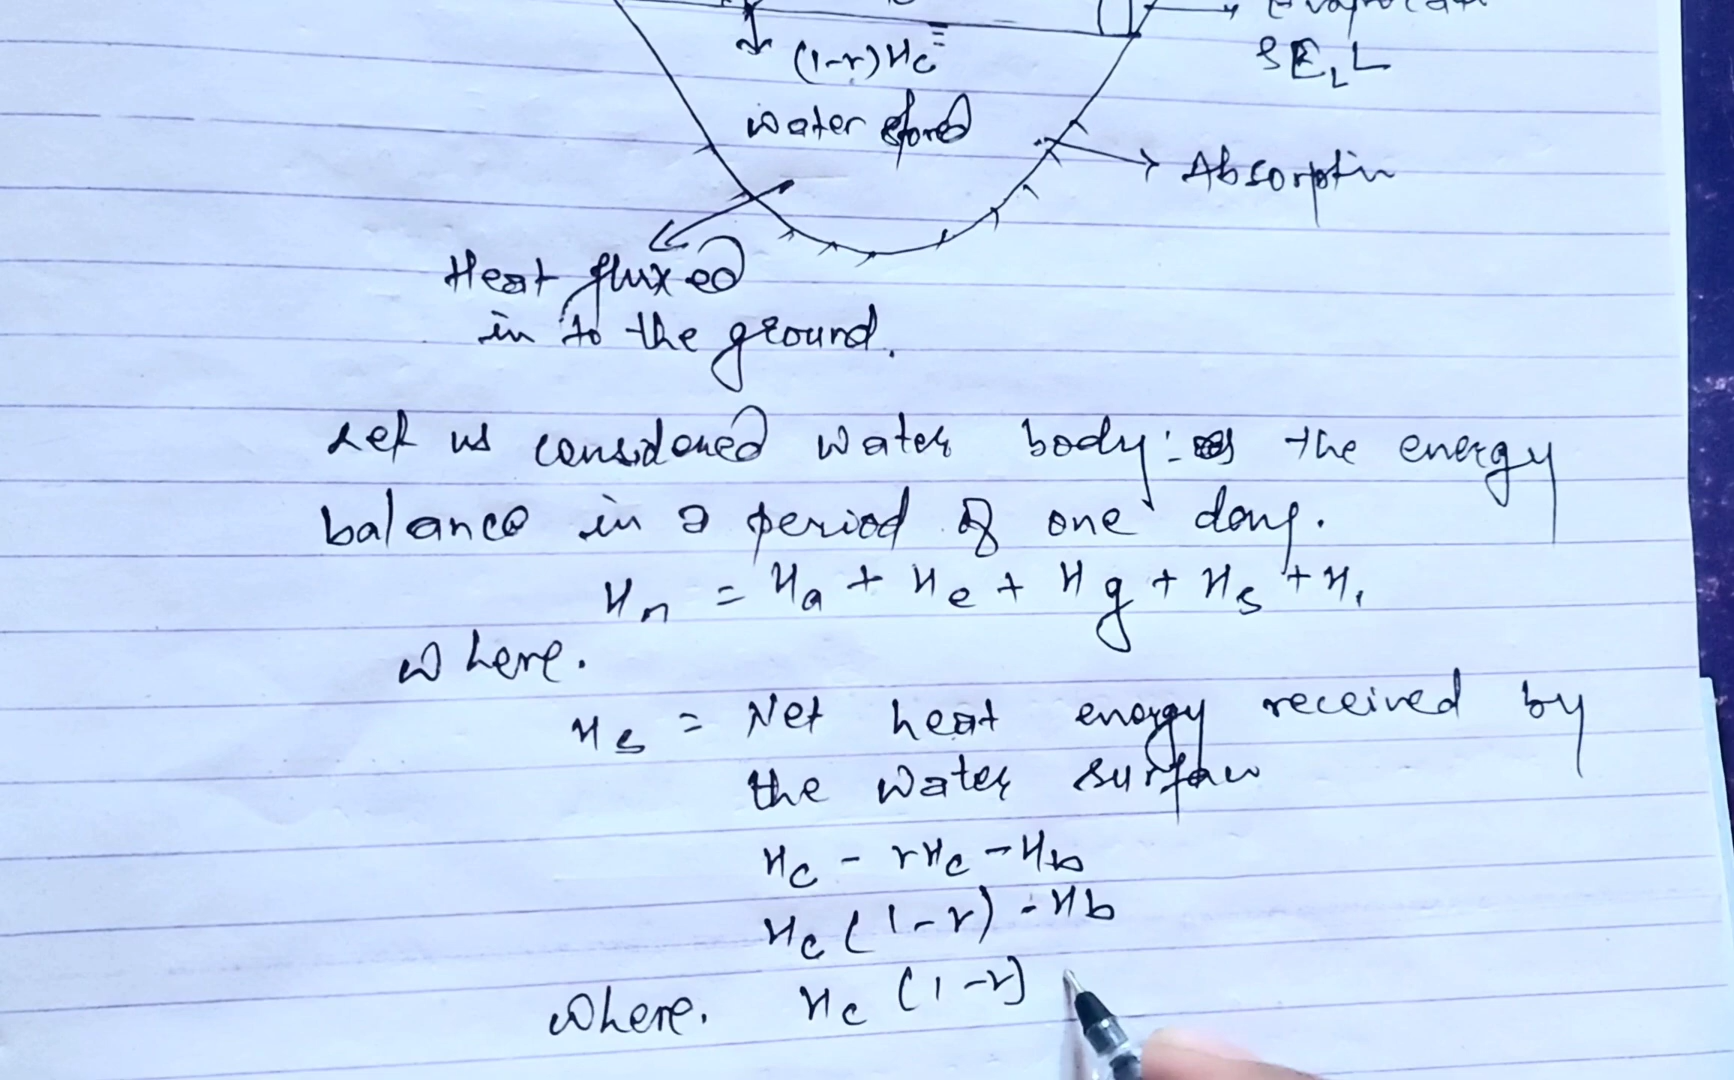 (1-r)Hc
ρE,L L
water stored
Absorptin
Heat fluxed
in to the ground.
Let us considered water body: the energy
balance in a period of one day.
Hn = Ha + He + Hg + Hs + Hi
where.
Hs = Net heat energy received by
the water surface
Hc - rHc - Hb
Hc (1-r) - Hb
where. Hc (1-r)